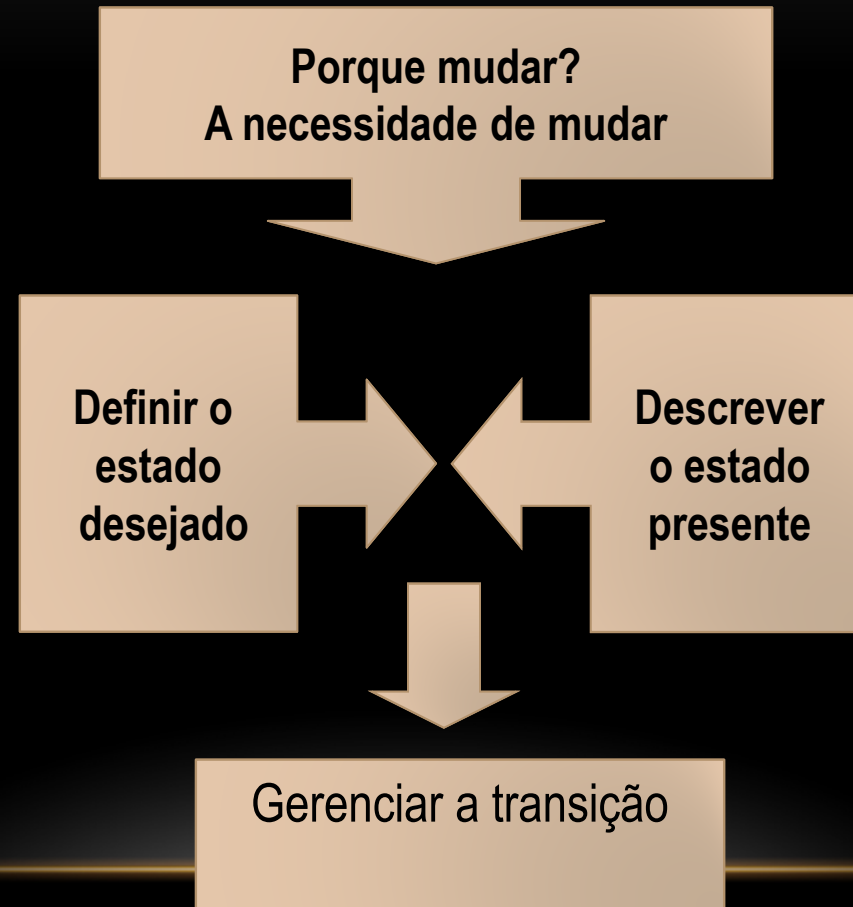 Porque mudar?
A necessidade de mudar
Definir o
estado
desejado
Descrever
o estado
presente
Gerenciar a transição